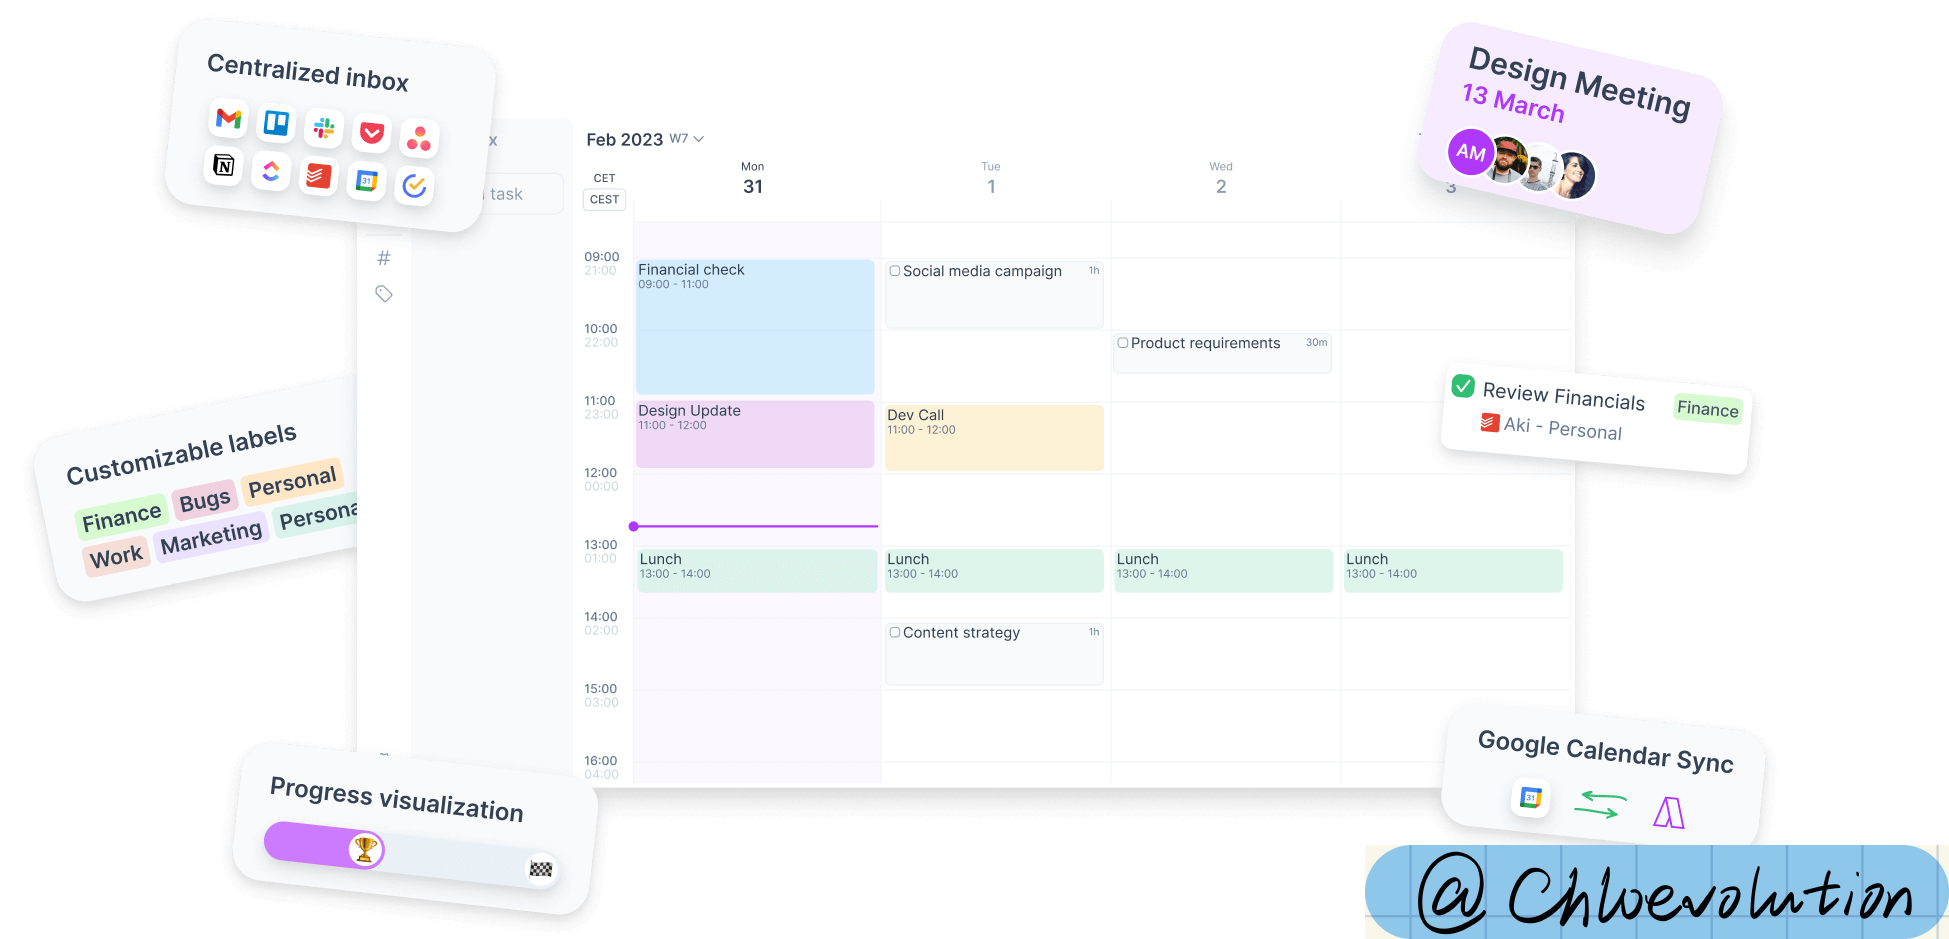 Centralized inbox
31
x
task
#
Customizable labels
Finance Bugs Personal
Work Marketing
Progress visualization
Feb 2023 W7
CET
CEST
Mon
31
Tue
1
Wed
2
3
09:00
21:00
10:00
22:00
11:00
23:00
12:00
00:00
13:00
01:00
14:00
02:00
15:00
03:00
16:00
04:00
Financial check
09:00 - 11:00
Design Update
11:00 - 12:00
Lunch
13:00 - 14:00
Social media campaign 1h
Dev Call
11:00 - 12:00
Lunch
13:00 - 14:00
Content strategy 1h
Product requirements 30m
Lunch
13:00 - 14:00
Lunch
13:00 - 14:00
Design Meeting
13 March
AM
Review Financials Finance
Aki - Personal
Google Calendar Sync
31
@Chloevolution